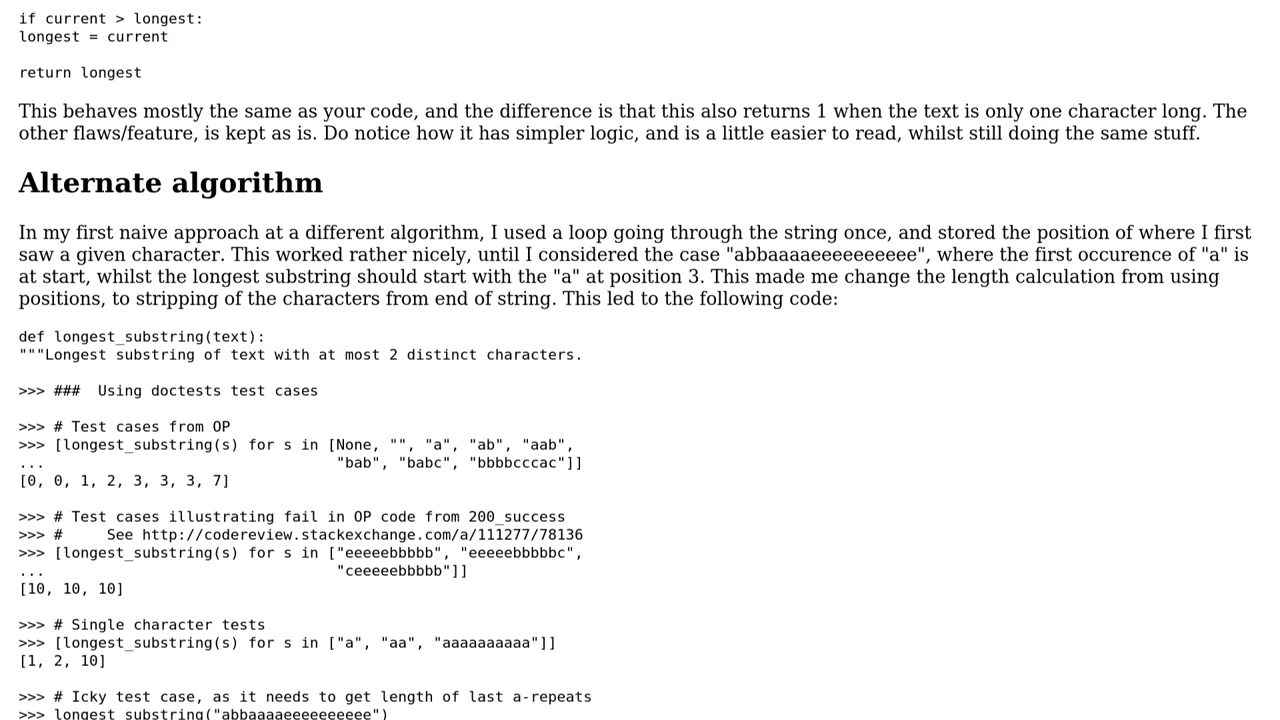 if current > longest:
longest = current
return longest
This behaves mostly the same as your code, and the difference is that this also returns 1 when the text is only one character long. The
other flaws/feature, is kept as is. Do notice how it has simpler logic, and is a little easier to read, whilst still doing the same stuff.
Alternate algorithm
In my first naive approach at a different algorithm, I used a loop going through the string once, and stored the position of where I first
saw a given character. This worked rather nicely, until I considered the case "abbaaaaeeeeeeeeee", where the first occurence of "a" is
at start, whilst the longest substring should start with the "a" at position 3. This made me change the length calculation from using
positions, to stripping of the characters from end of string. This led to the following code:
def longest_substring(text):
"""Longest substring of text with at most 2 distinct characters.
>>> ###  Using doctests test cases
>>> # Test cases from OP
>>> [longest_substring(s) for s in [None, "", "a", "ab", "aab",
...                                 "bab", "babc", "bbbbcccac"]]
[0, 0, 1, 2, 3, 3, 3, 7]
>>> # Test cases illustrating fail in OP code from 200_success
>>> #     See http://codereview.stackexchange.com/a/111277/78136
>>> [longest_substring(s) for s in ["eeeeebbbbb", "eeeeebbbbbc",
...                                 "ceeeeebbbbb"]]
[10, 10, 10]
>>> # Single character tests
>>> [longest_substring(s) for s in ["a", "aa", "aaaaaaaaaa"]]
[1, 2, 10]
>>> # Icky test case, as it needs to get length of last a-repeats
>>> longest_substring("abbaaaaeeeeeeeeee")